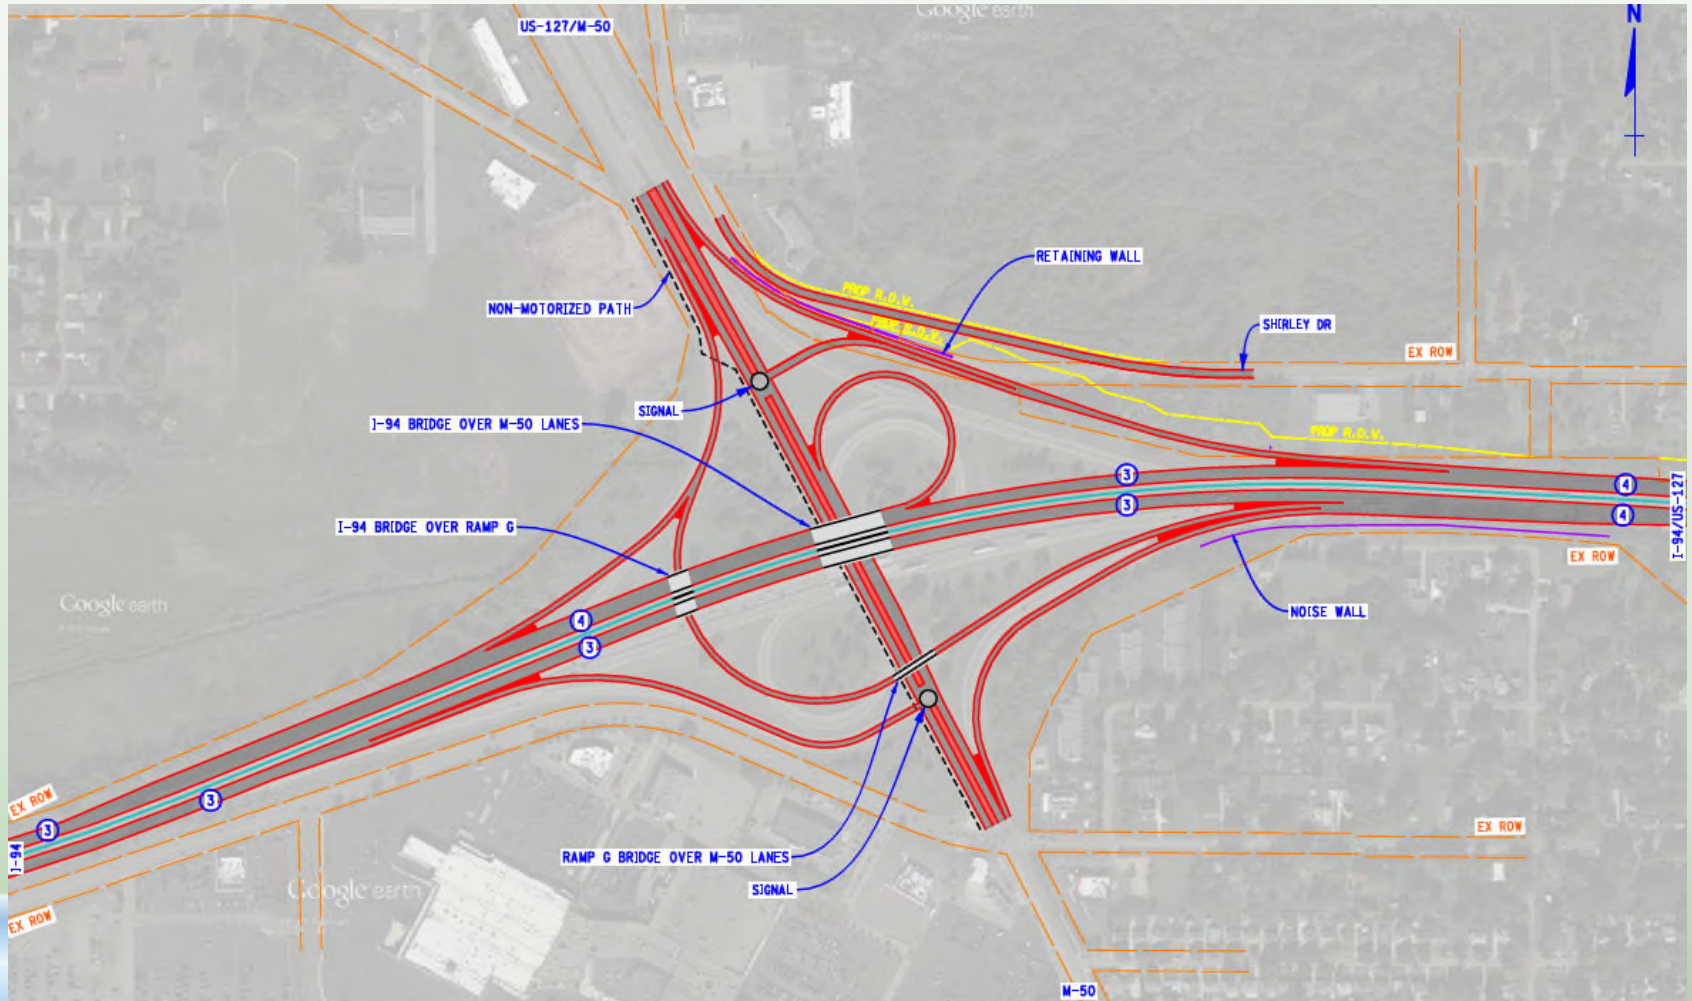 Google earth
N
US-127/M-50
RETAINING WALL
PROP R.O.W.
NON-MOTORIZED PATH
PROP R.O.W.
SHIRLEY DR
EX ROW
SIGNAL
I-94 BRIDGE OVER M-50 LANES
PROP R.O.W.
3
4
I-94/US-127
3
4
I-94 BRIDGE OVER RAMP G
EX ROW
Google earth
NOISE WALL
4
3
EX ROW
3
3
I-94
EX ROW
RAMP G BRIDGE OVER M-50 LANES
SIGNAL
Google earth
EX ROW
M-50